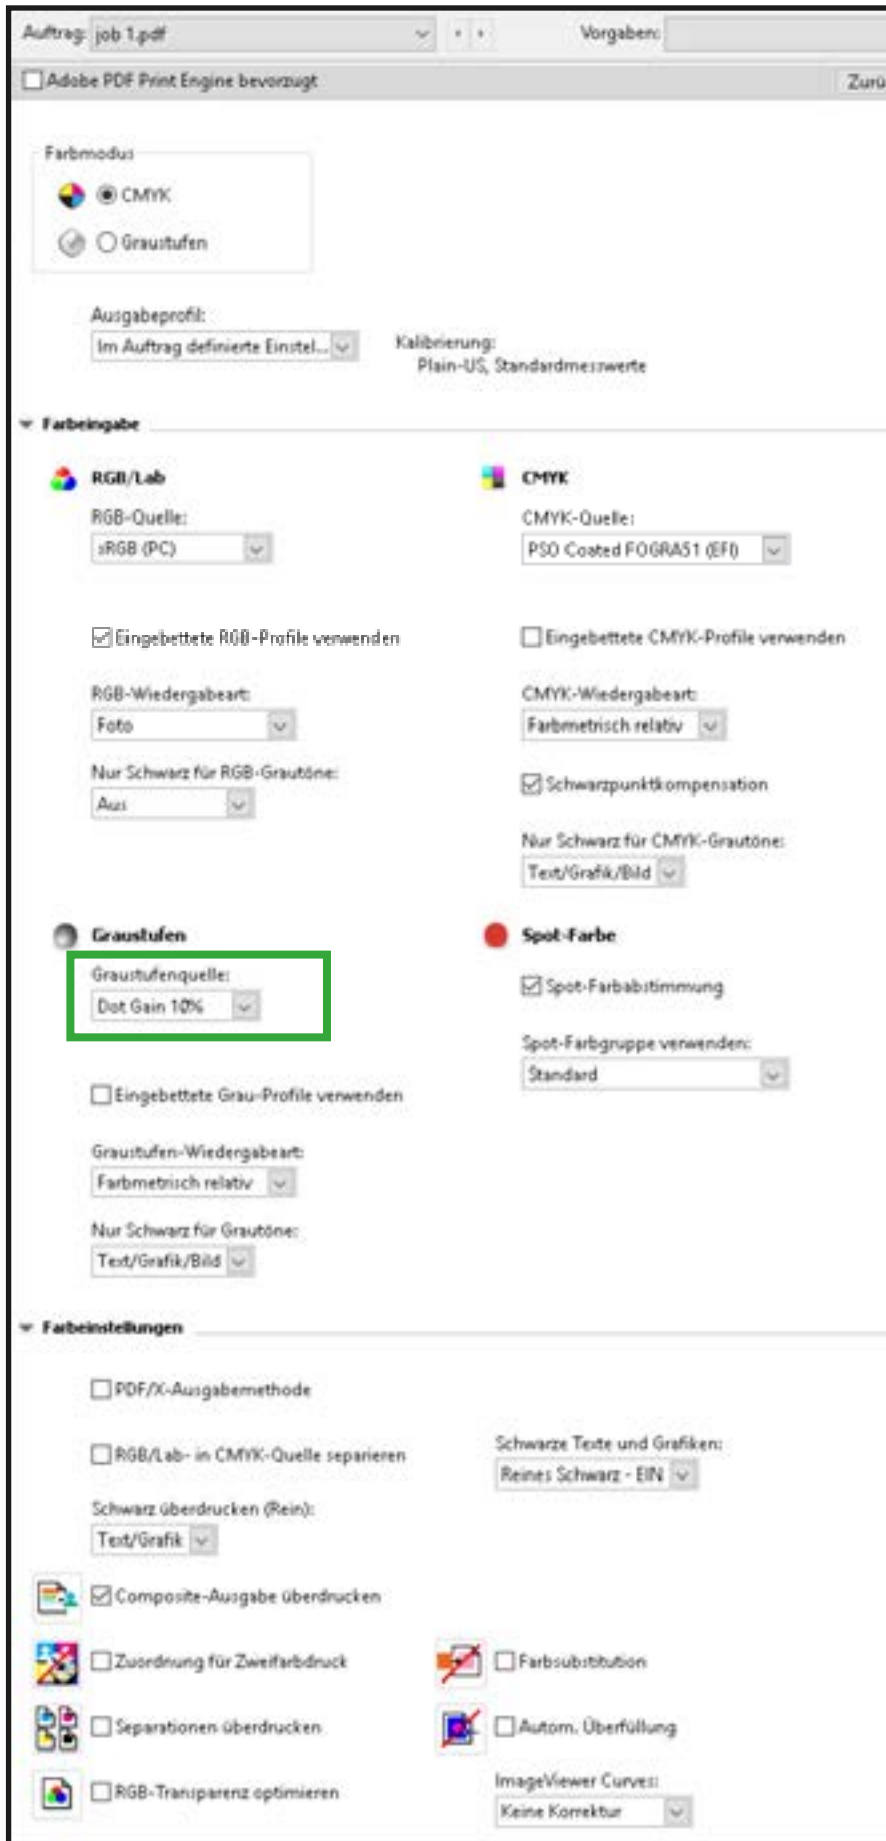 Auftrag: job 1.pdf
Vorgaben:
Adobe PDF Print Engine bevorzugt
Zurü
Farbmodus
CMYK
Graustufen
Ausgabeprofil:
Im Auftrag definierte Einstel...
Kalibrierung:
Plain-US, Standardmesswerte
Farbeingabe
RGB/Lab
RGB-Quelle:
sRGB (PC)
Eingebettete RGB-Profile verwenden
RGB-Wiedergabeart:
Foto
Nur Schwarz für RGB-Grautöne:
Aus
CMYK
CMYK-Quelle:
PSO Coated FOGRA51 (EFI)
Eingebettete CMYK-Profile verwenden
CMYK-Wiedergabeart:
Farbmetrisch relativ
Schwarzpunktkompensation
Nur Schwarz für CMYK-Grautöne:
Text/Grafik/Bild
Graustufen
Graustufenquelle:
Dot Gain 10%
Eingebettete Grau-Profile verwenden
Graustufen-Wiedergabeart:
Farbmetrisch relativ
Nur Schwarz für Grautöne:
Text/Grafik/Bild
Spot-Farbe
Spot-Farbabstimmung
Spot-Farbgruppe verwenden:
Standard
Farbeinstellungen
PDF/X-Ausgabemethode
RGB/Lab- in CMYK-Quelle separieren
Schwarze Texte und Grafiken:
Reines Schwarz - EIN
Schwarz überdrucken (Rein):
Text/Grafik
Composite-Ausgabe überdrucken
Zuordnung für Zweifarbdruck
Farbsubstitution
Separationen überdrucken
Autom. Überfüllung
RGB-Transparenz optimieren
ImageViewer Curves:
Keine Korrektur